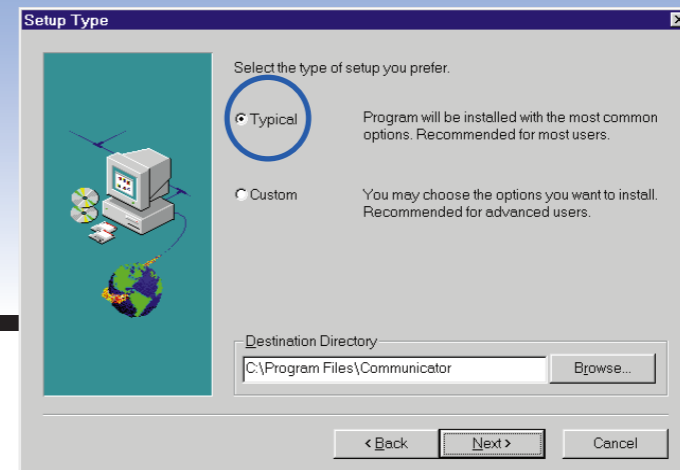 Setup Type
Select the type of setup you prefer.
Typical
Program will be installed with the most common
options. Recommended for most users.
Custom
You may choose the options you want to install.
Recommended for advanced users.
Destination Directory
C:\Program Files\Communicator
Browse...
< Back
Next >
Cancel